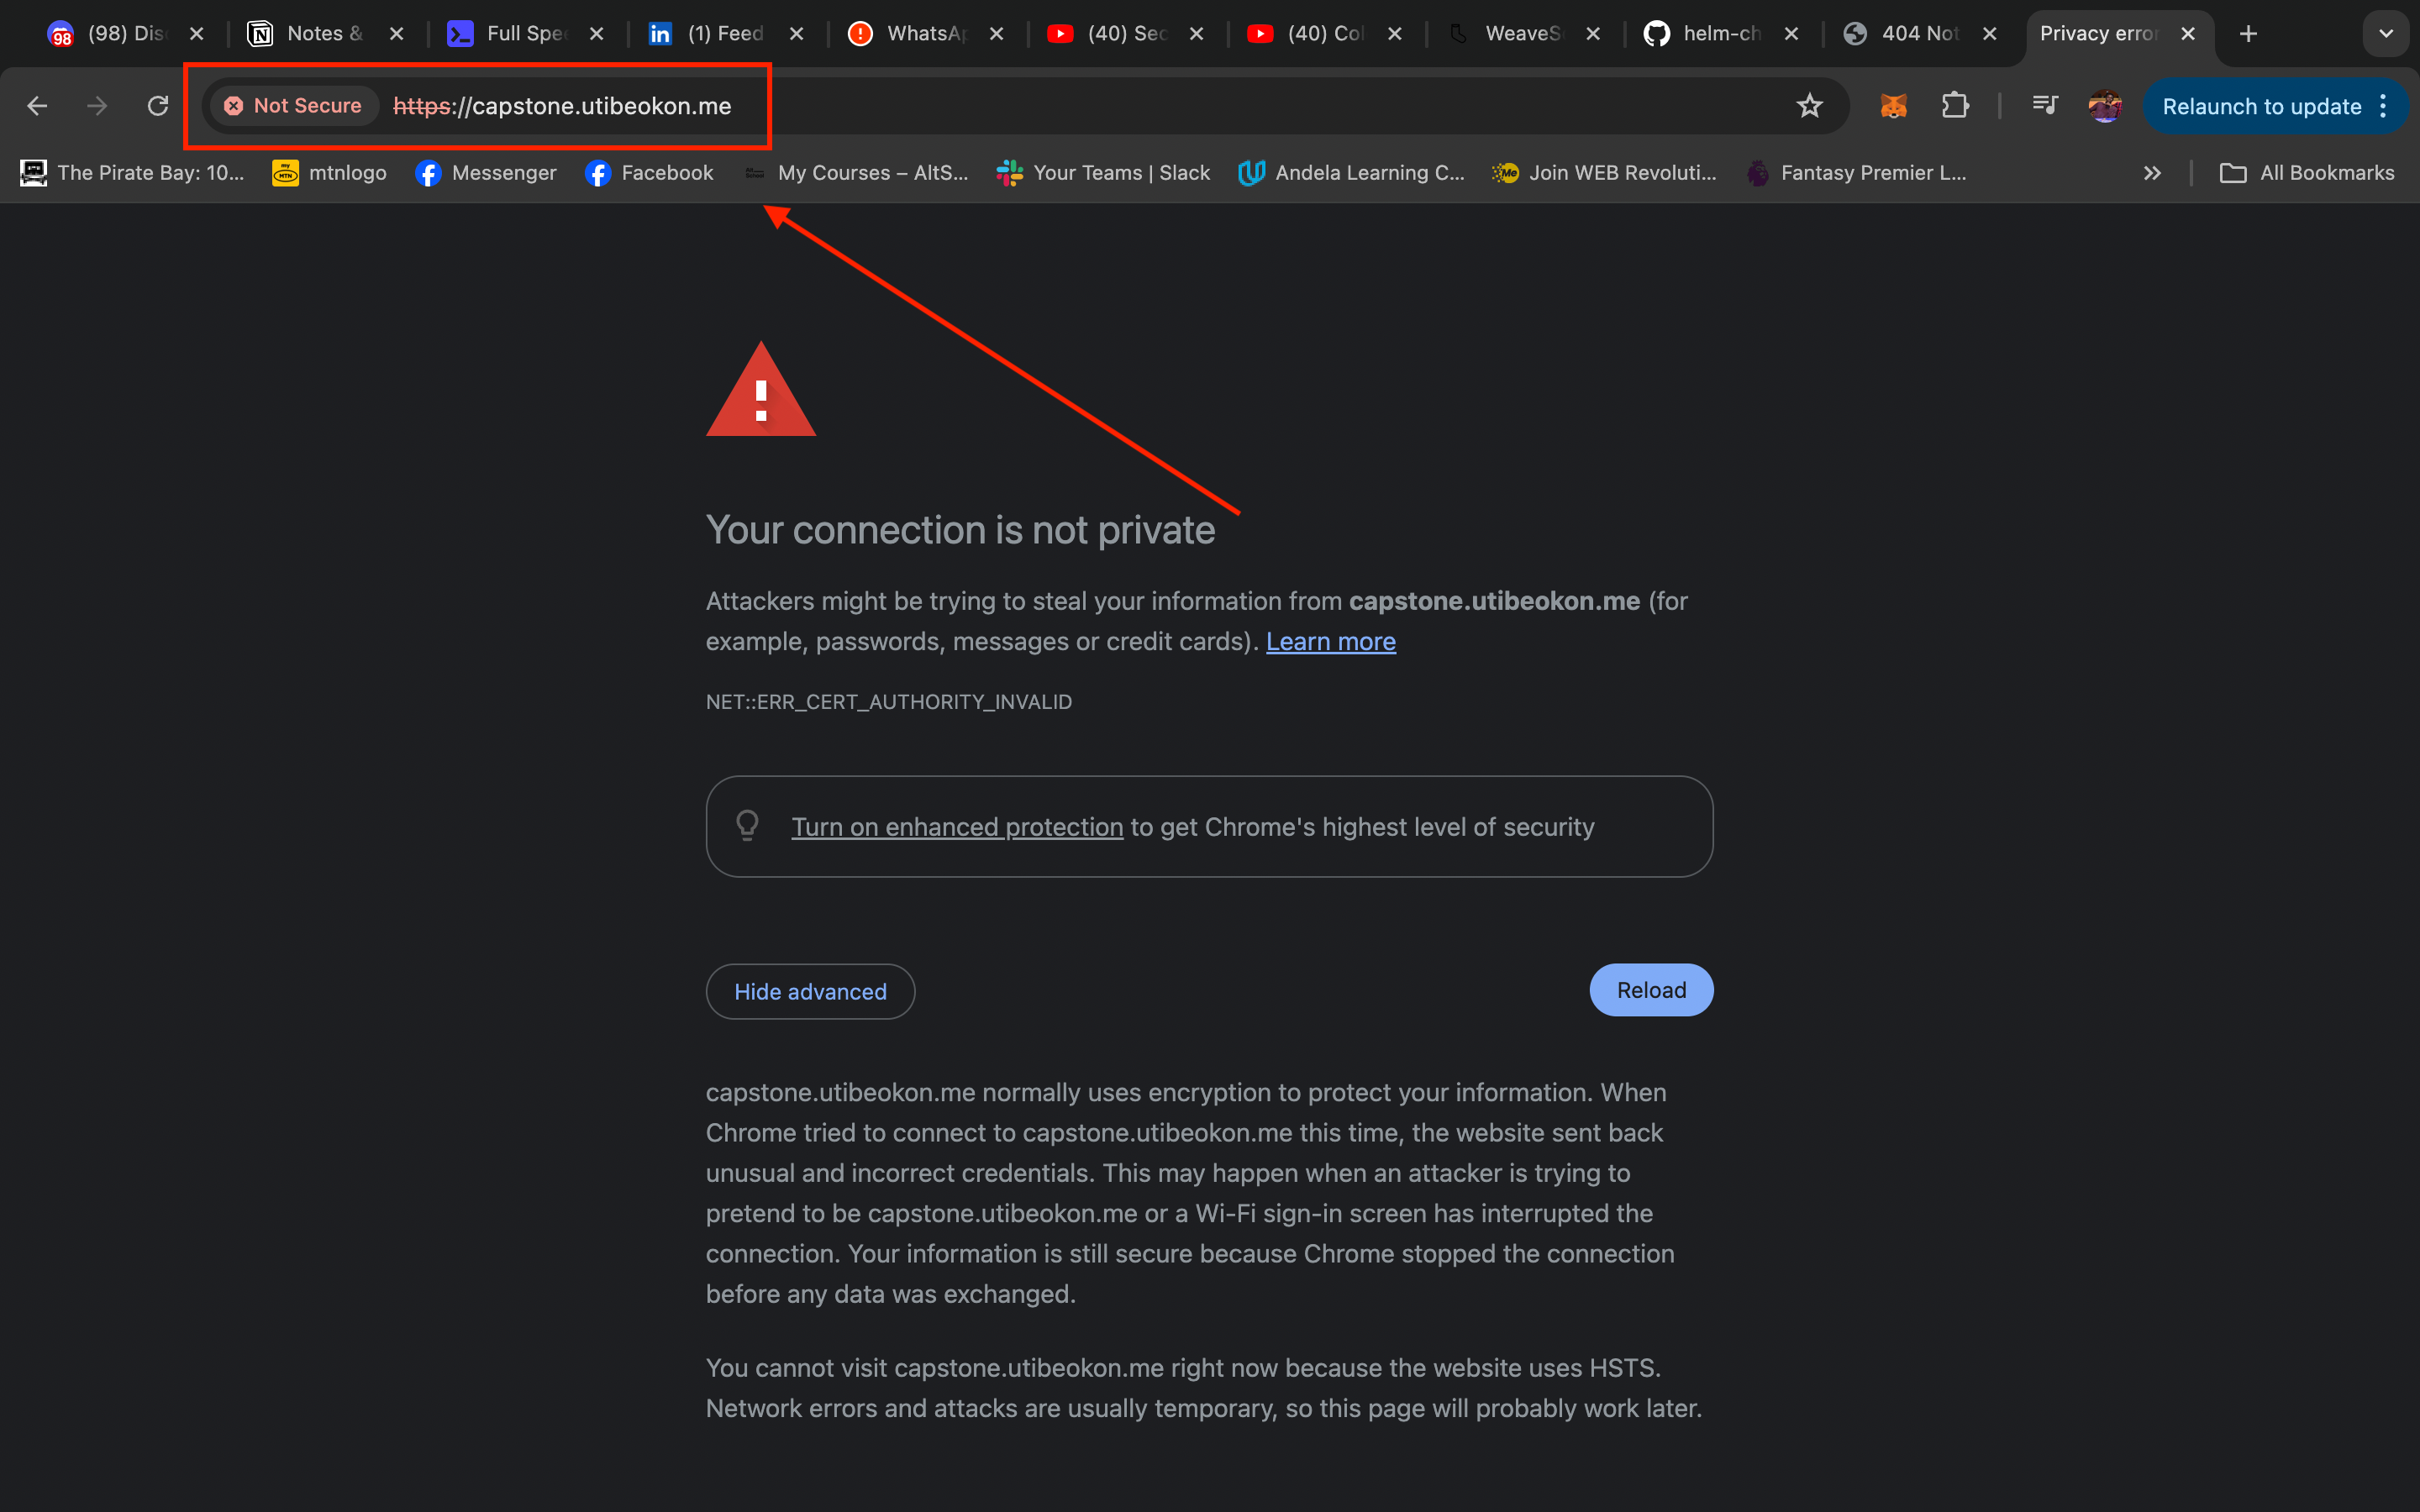 98 (98) Dis
Notes &
Full Spee
in (1) Feed
WhatsAp
(40) Sec
(40) Col
WeaveS
helm-ch
404 Not
Privacy error
Not Secure https://capstone.utibeokon.me
Relaunch to update
The Pirate Bay: 10...
my MTN mtnlogo
Messenger
Facebook
My Courses – AltS...
Your Teams | Slack
Andela Learning C...
Join WEB Revoluti...
Fantasy Premier L...
All Bookmarks
Your connection is not private
Attackers might be trying to steal your information from capstone.utibeokon.me (for
example, passwords, messages or credit cards). Learn more
NET::ERR_CERT_AUTHORITY_INVALID
Turn on enhanced protection to get Chrome's highest level of security
Hide advanced
Reload
capstone.utibeokon.me normally uses encryption to protect your information. When
Chrome tried to connect to capstone.utibeokon.me this time, the website sent back
unusual and incorrect credentials. This may happen when an attacker is trying to
pretend to be capstone.utibeokon.me or a Wi-Fi sign-in screen has interrupted the
connection. Your information is still secure because Chrome stopped the connection
before any data was exchanged.
You cannot visit capstone.utibeokon.me right now because the website uses HSTS.
Network errors and attacks are usually temporary, so this page will probably work later.